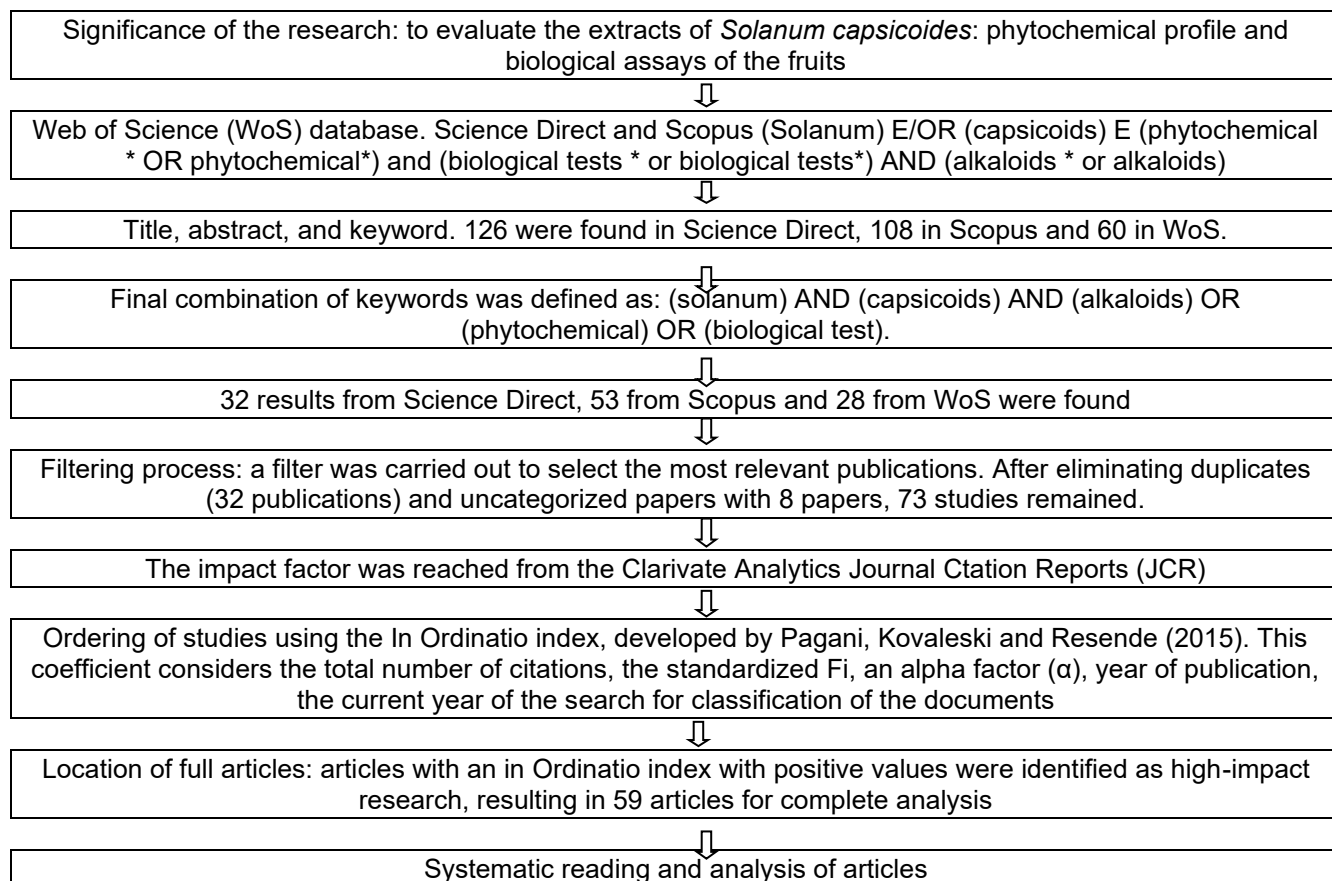 Significance of the research: to evaluate the extracts of Solanum capsicoides: phytochemical profile and
biological assays of the fruits
Web of Science (WoS) database. Science Direct and Scopus (Solanum) E/OR (capsicoids) E (phytochemical
* OR phytochemical*) and (biological tests * or biological tests*) AND (alkaloids * or alkaloids)
Title, abstract, and keyword. 126 were found in Science Direct, 108 in Scopus and 60 in WoS.
Final combination of keywords was defined as: (solanum) AND (capsicoids) AND (alkaloids) OR
(phytochemical) OR (biological test).
32 results from Science Direct, 53 from Scopus and 28 from WoS were found
Filtering process: a filter was carried out to select the most relevant publications. After eliminating duplicates
(32 publications) and uncategorized papers with 8 papers, 73 studies remained.
The impact factor was reached from the Clarivate Analytics Journal Ctation Reports (JCR)
Ordering of studies using the In Ordinatio index, developed by Pagani, Kovaleski and Resende (2015). This
coefficient considers the total number of citations, the standardized Fi, an alpha factor (α), year of publication,
the current year of the search for classification of the documents
Location of full articles: articles with an in Ordinatio index with positive values were identified as high-impact
research, resulting in 59 articles for complete analysis
Systematic reading and analysis of articles